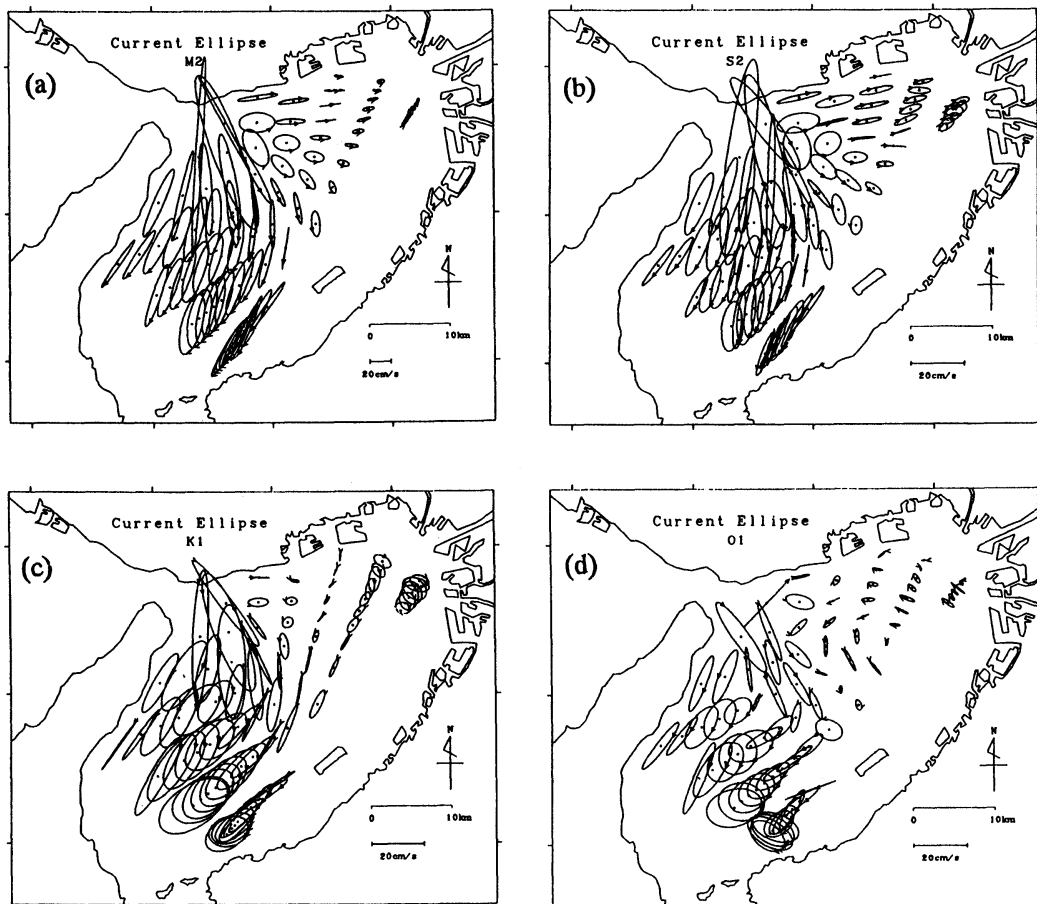 Current Ellipse
M2
(a)
N
0 10km
20cm/s
Current Ellipse
S2
(b)
N
0 10km
20cm/s
Current Ellipse
K1
(c)
N
0 10km
20cm/s
Current Ellipse
O1
(d)
N
0 10km
20cm/s